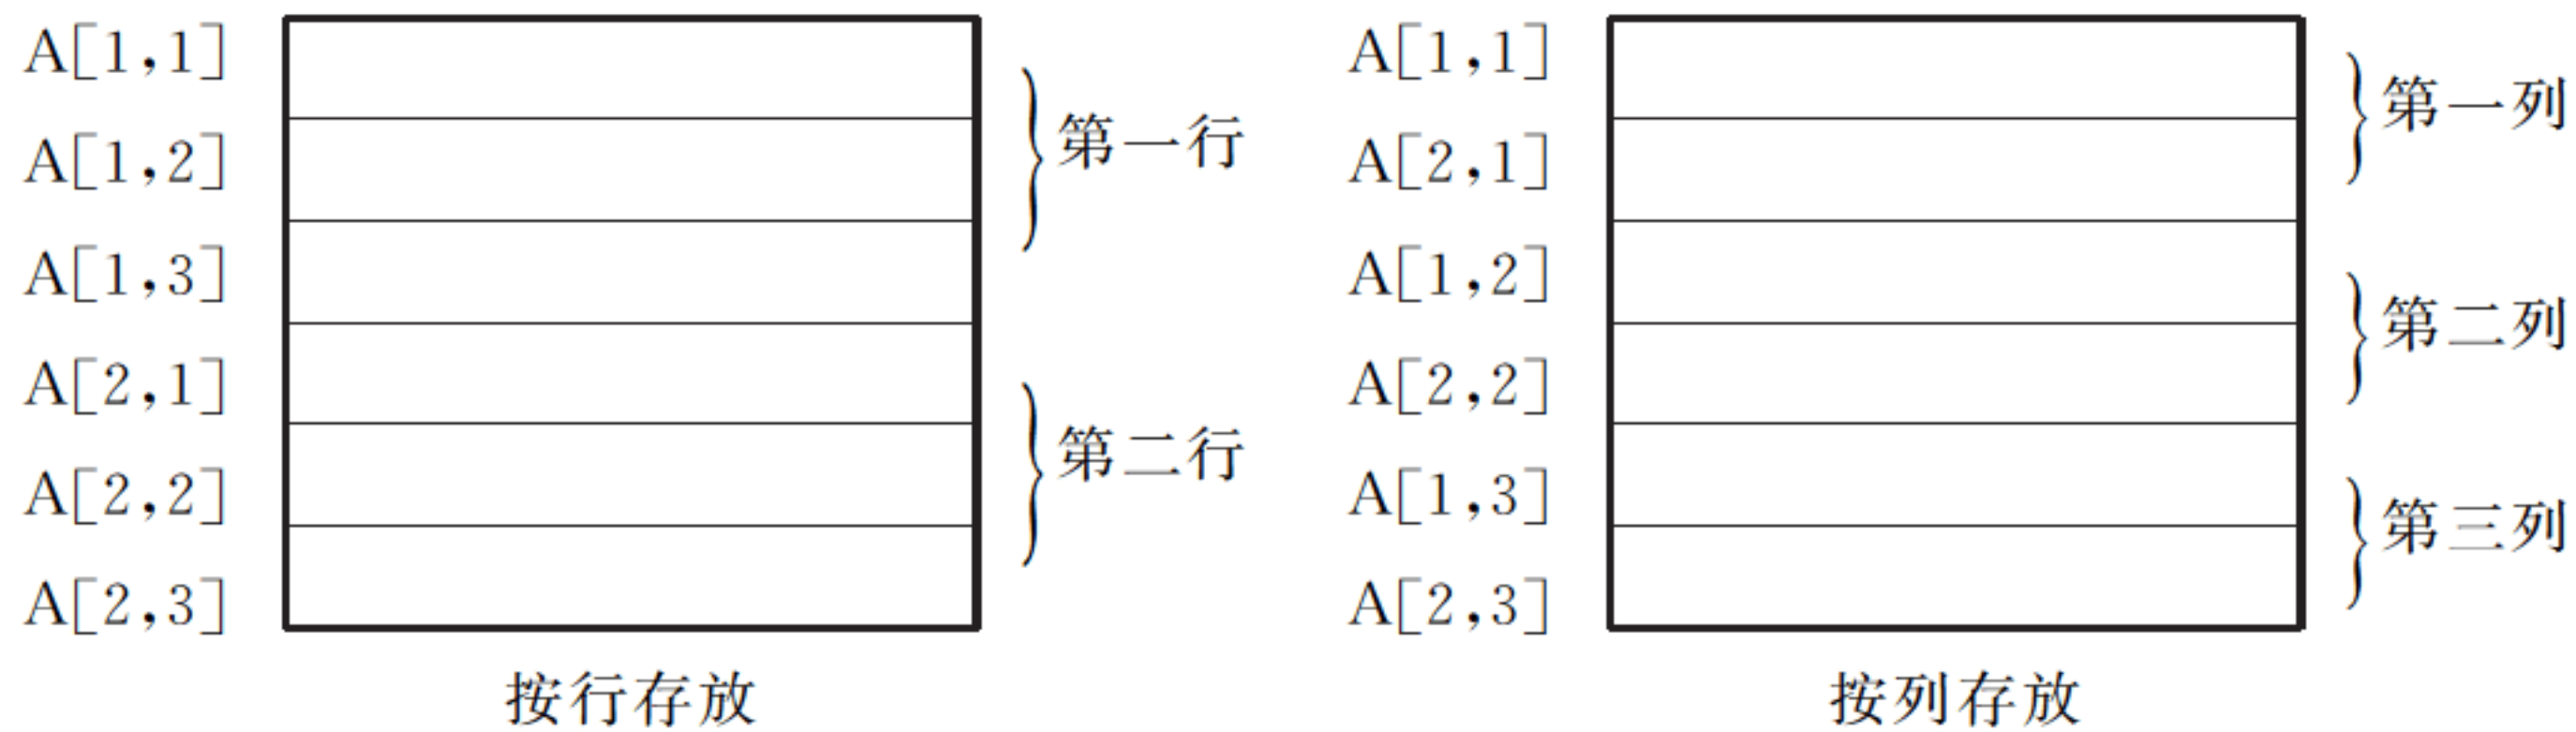 A[1,1]
A[1,2]
A[1,3]
A[2,1]
A[2,2]
A[2,3]
第一行
第二行
按行存放
A[1,1]
A[2,1]
A[1,2]
A[2,2]
A[1,3]
A[2,3]
第一列
第二列
第三列
按列存放